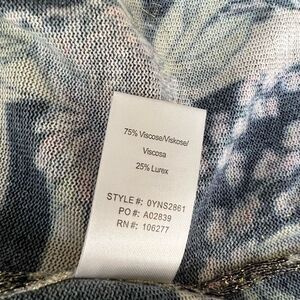 75% Viscose/Viskose/
Viscosa
25% Lurex
STYLE #: 0YNS2861
PO #: A02839
RN #: 106277